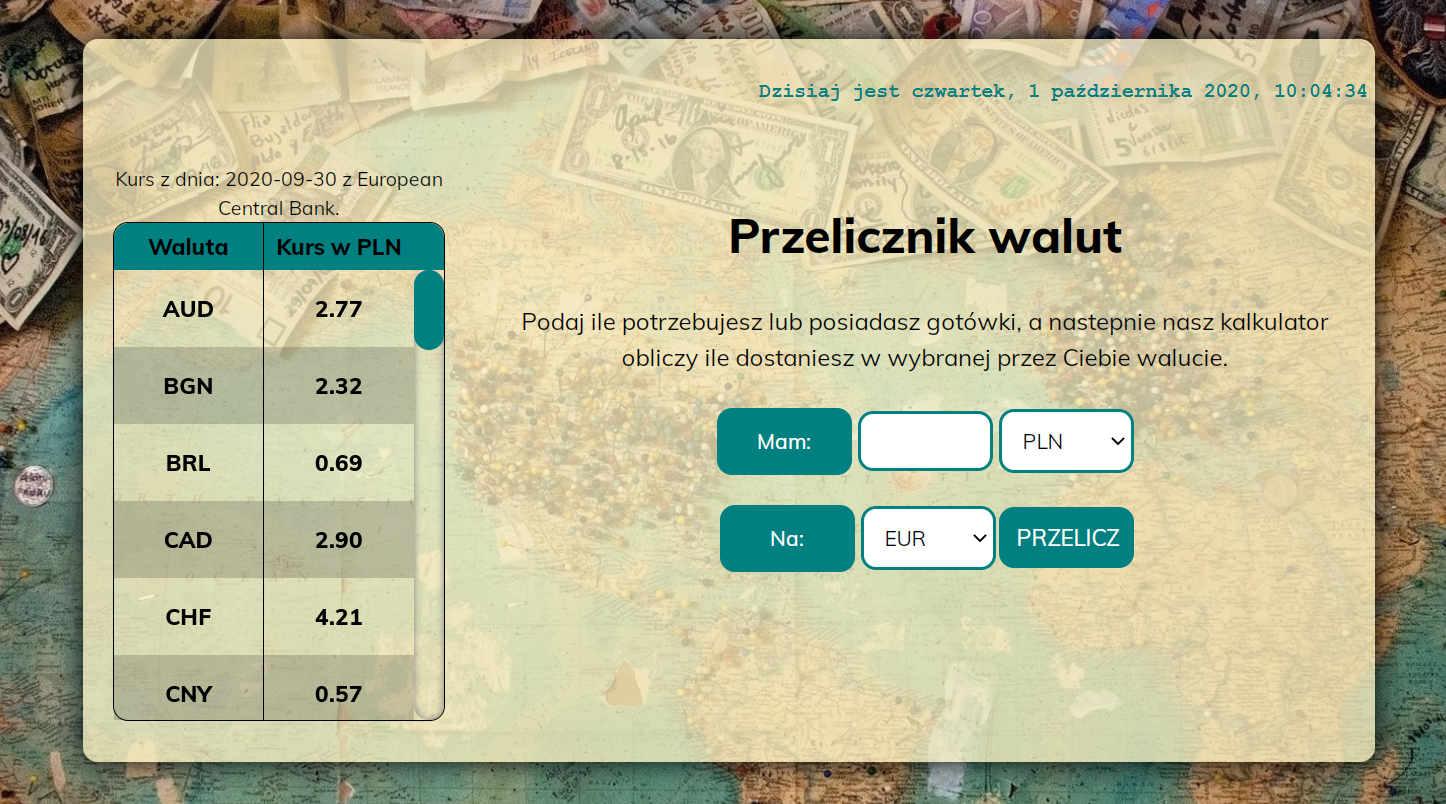 Dzisiaj jest czwartek, 1 października 2020, 10:04:34
Kurs z dnia: 2020-09-30 z European
Central Bank.
Waluta Kurs w PLN
AUD 2.77
BGN 2.32
BRL 0.69
CAD 2.90
CHF 4.21
CNY 0.57
Przelicznik walut
Podaj ile potrzebujesz lub posiadasz gotówki, a nastepnie nasz kalkulator
obliczy ile dostaniesz w wybranej przez Ciebie walucie.
Mam: PLN
Na: EUR PRZELICZ